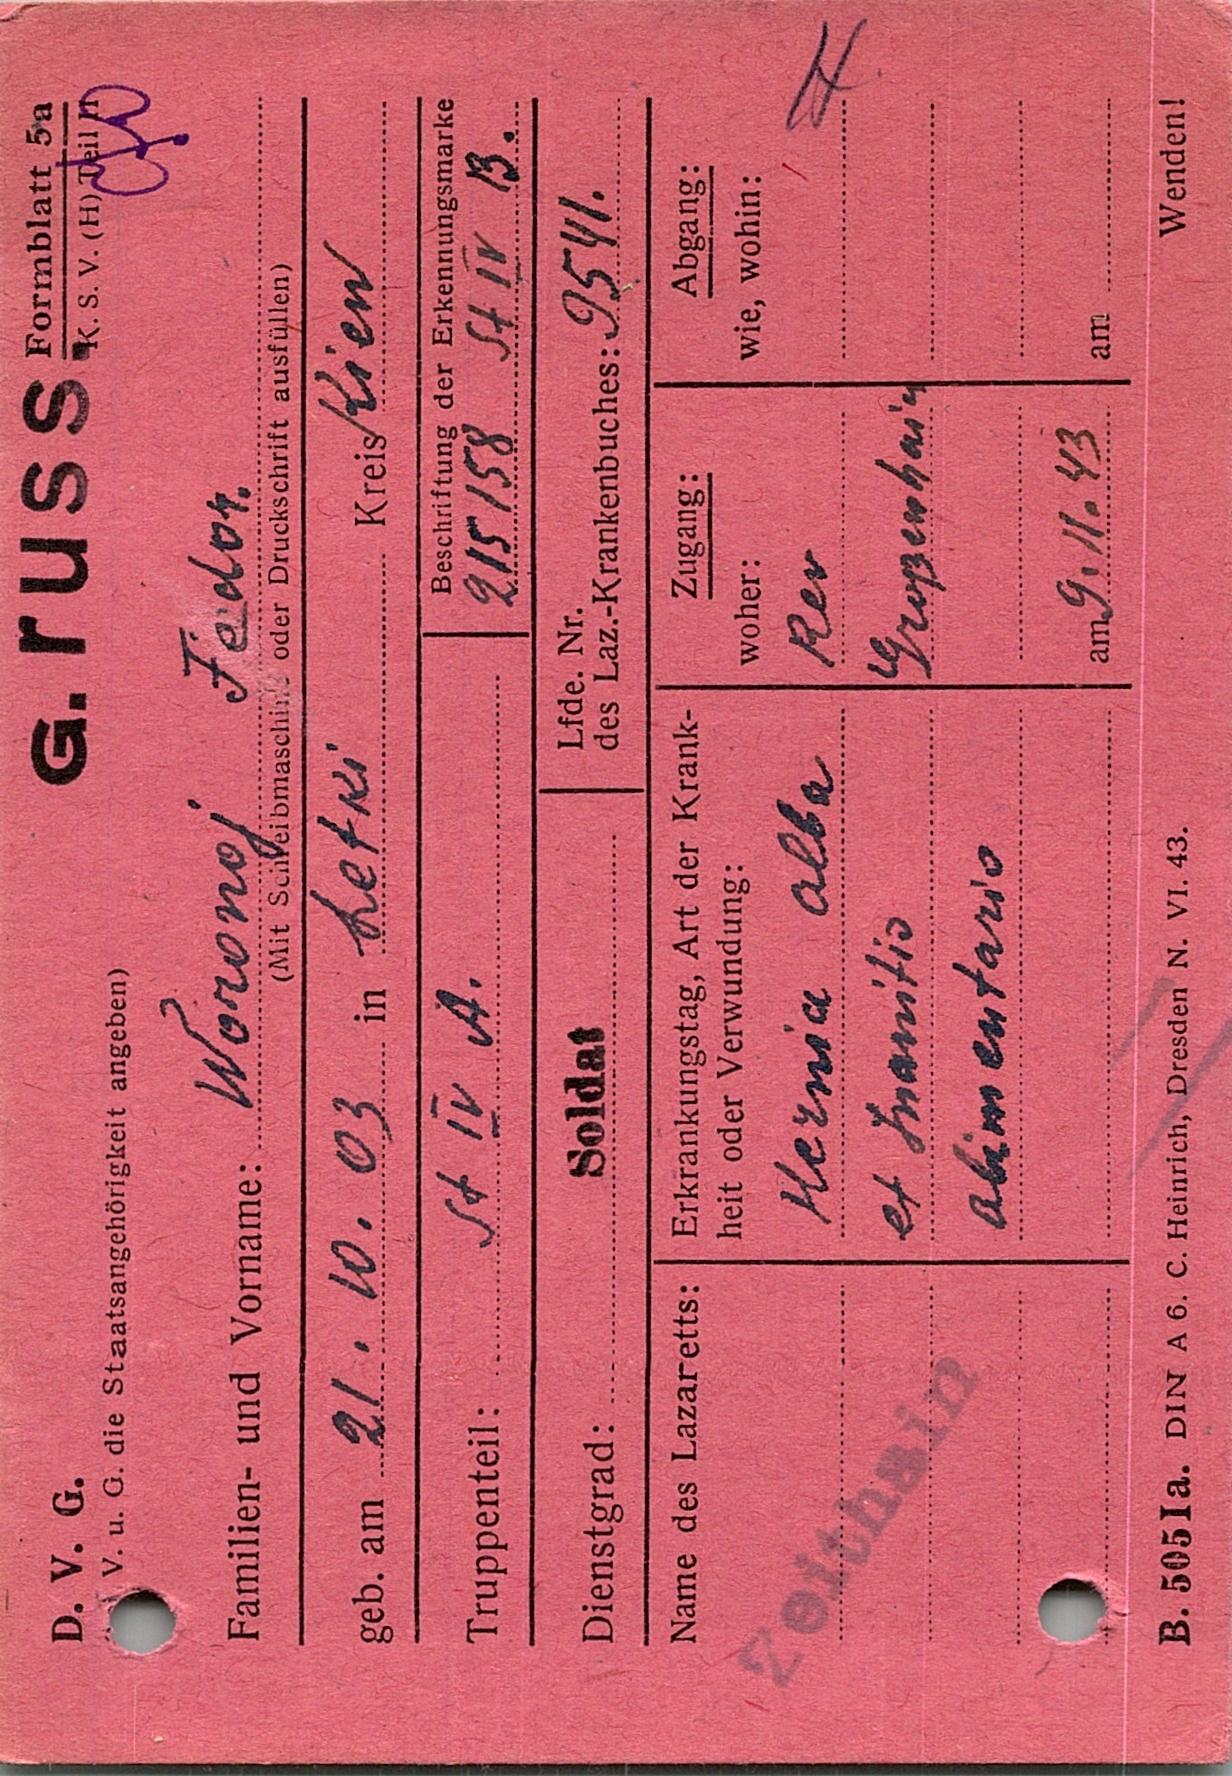 D. V. G.
G. russ.
Formblatt 5a
V. u. G. die Staatsangehörigkeit angeben)
K. S. V. (H) Teil II
Familien- und Vorname: Woronoj Fedor.
(Mit Schreibmaschine oder Druckschrift ausfüllen)
geb. am 21. 10. 03 in Letki Kreis Kiew
Truppenteil: St IV A.
Beschriftung der Erkennungsmarke
215158 St IV B.
Dienstgrad: Soldat
Lfde. Nr.
des Laz.-Krankenbuches: 9541.
Name des Lazaretts:
Zeithain
Erkrankungstag, Art der Krank-
heit oder Verwundung:
Hernia alba
et Inanitio
alimentario
Zugang:
woher:
Rev
Großenhain
am 9. 11. 43
Abgang:
wie, wohin:
am
B. 5051a. DIN A 6. C. Heinrich, Dresden N. VI. 43.
Wenden!